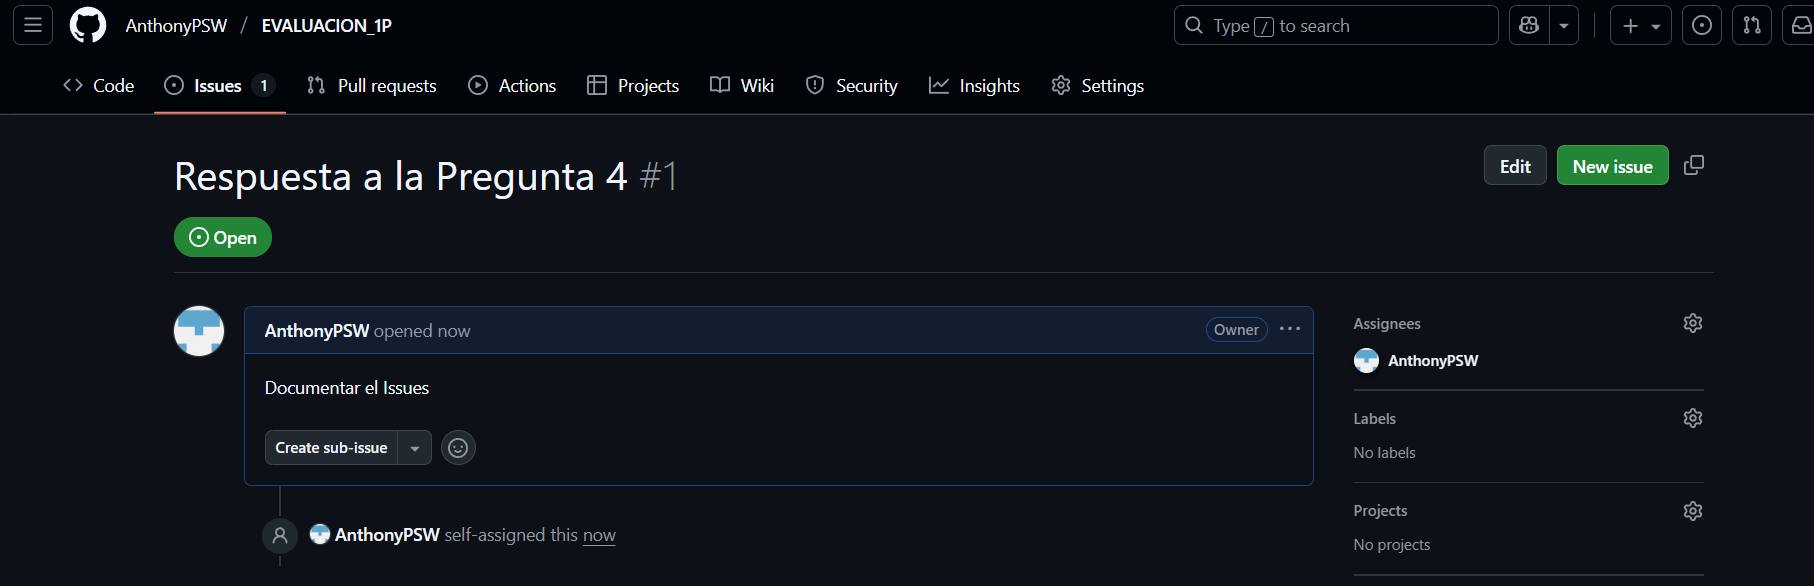 AnthonyPSW / EVALUACION_1P
Type / to search
Code
Issues 1
Pull requests
Actions
Projects
Wiki
Security
Insights
Settings
Respuesta a la Pregunta 4 #1
Edit
New issue
Open
AnthonyPSW opened now
Owner
Documentar el Issues
Create sub-issue
AnthonyPSW self-assigned this now
Assignees
AnthonyPSW
Labels
No labels
Projects
No projects